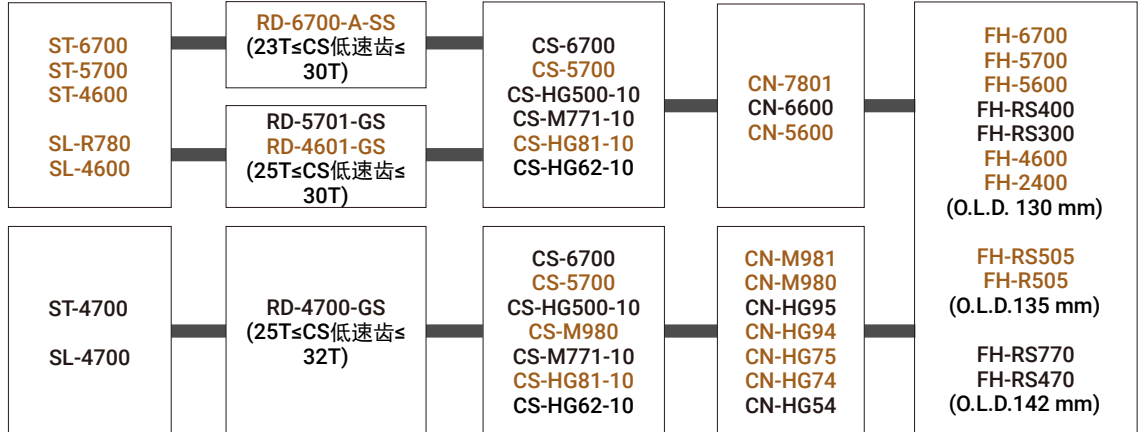 ST-6700
ST-5700
ST-4600
SL-R780
SL-4600
RD-6700-A-SS
(23T≤CS低速齿≤
30T)
RD-5701-GS
RD-4601-GS
(25T≤CS低速齿≤
30T)
CS-6700
CS-5700
CS-HG500-10
CS-M771-10
CS-HG81-10
CS-HG62-10
CN-7801
CN-6600
CN-5600
FH-6700
FH-5700
FH-5600
FH-RS400
FH-RS300
FH-4600
FH-2400
(O.L.D. 130 mm)
FH-RS505
FH-R505
(O.L.D.135 mm)
FH-RS770
FH-RS470
(O.L.D.142 mm)
ST-4700
SL-4700
RD-4700-GS
(25T≤CS低速齿≤
32T)
CS-6700
CS-5700
CS-HG500-10
CS-M980
CS-M771-10
CS-HG81-10
CS-HG62-10
CN-M981
CN-M980
CN-HG95
CN-HG94
CN-HG75
CN-HG74
CN-HG54